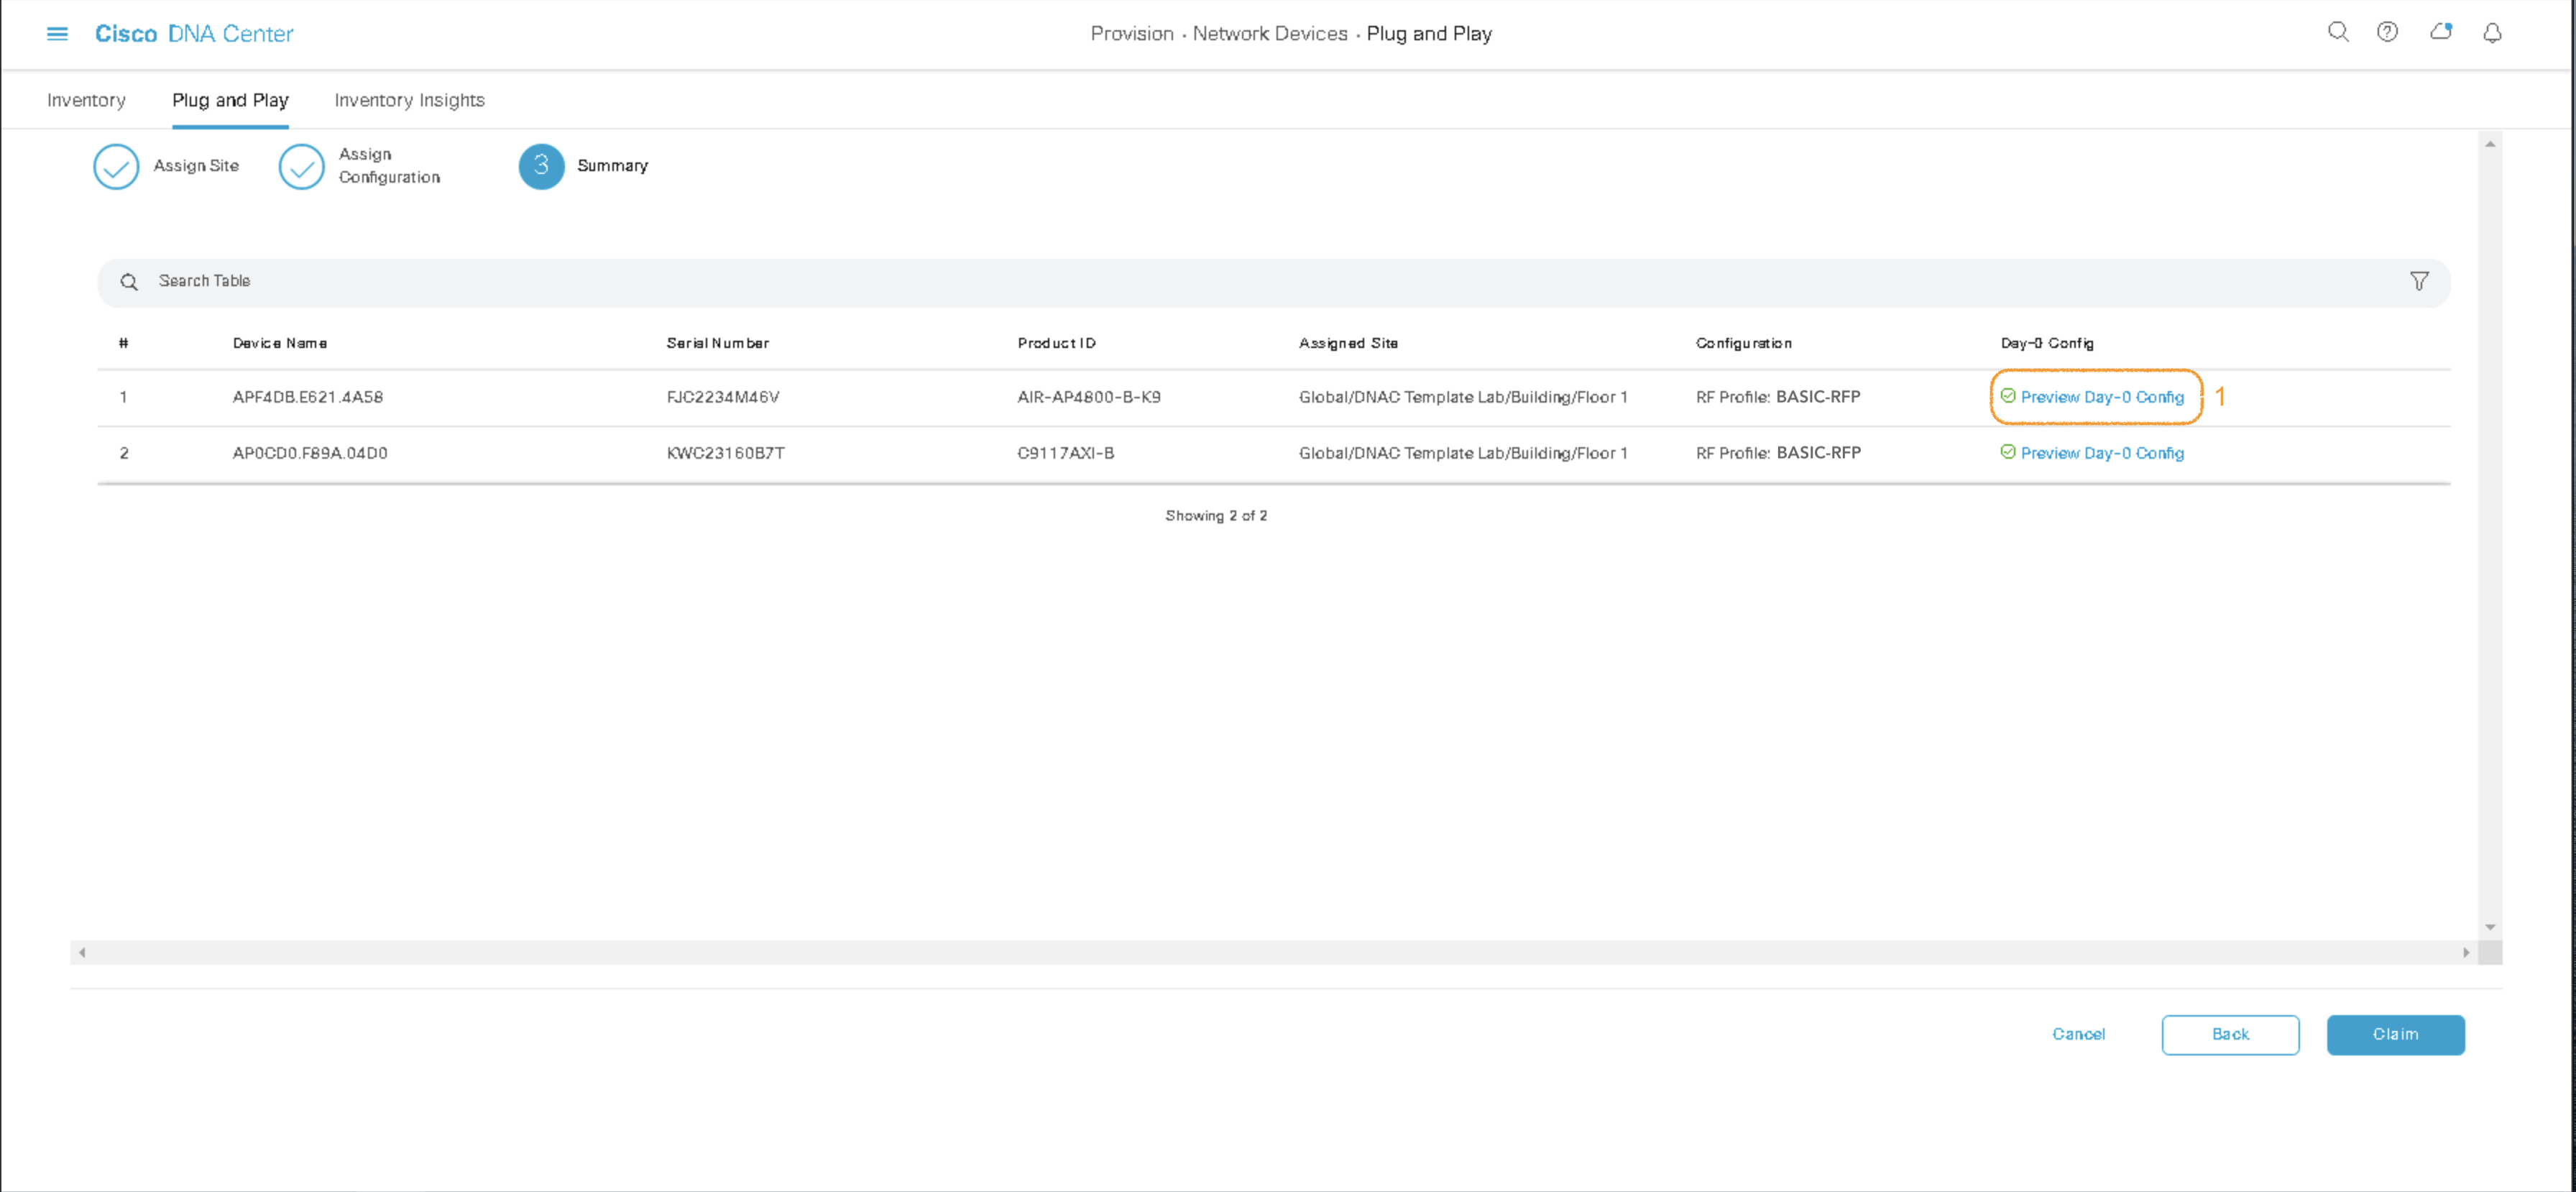 Cisco DNA Center
Provision · Network Devices · Plug and Play
Inventory Plug and Play Inventory Insights
Assign Site
Assign
Configuration
3 Summary
Search Table
# Device Name Serial Number Product ID Assigned Site Configuration Day-0 Config
1 APF4DB.E621.4A58 FJC2234M46V AIR-AP4800-B-K9 Global/DNAC Template Lab/Building/Floor 1 RF Profile: BASIC-RFP Preview Day-0 Config 1
2 AP0CD0.F89A.04D0 KWC23160B7T C9117AXI-B Global/DNAC Template Lab/Building/Floor 1 RF Profile: BASIC-RFP Preview Day-0 Config
Showing 2 of 2
Cancel Back Claim